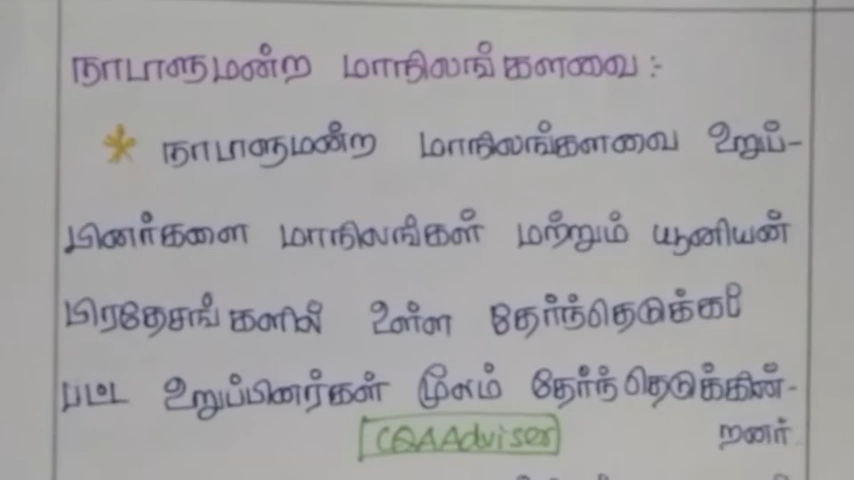 நாடாளுமன்ற மாநிலங்களவை :-
* நாடாளுமன்ற மாநிலங்களவை உறுப்-
பினர்களை மாநிலங்கள் மற்றும் யூனியன்
பிரதேசங்களில் உள்ள தேர்ந்தெடுக்கப்
பட்ட உறுப்பினர்கள் மூலம் தேர்ந்தெடுக்கின்-
றனர்
CQAAdviser